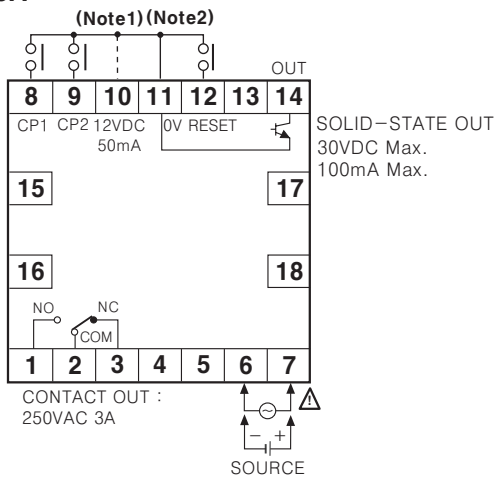 (Note1) (Note2)
OUT
8 9 10 11 12 13 14
CP1 CP2 12VDC 0V RESET
50mA
SOLID-STATE OUT
30VDC Max.
100mA Max.
15 17
16 18
NO NC
COM
1 2 3 4 5 6 7
CONTACT OUT :
250VAC 3A
− +
SOURCE